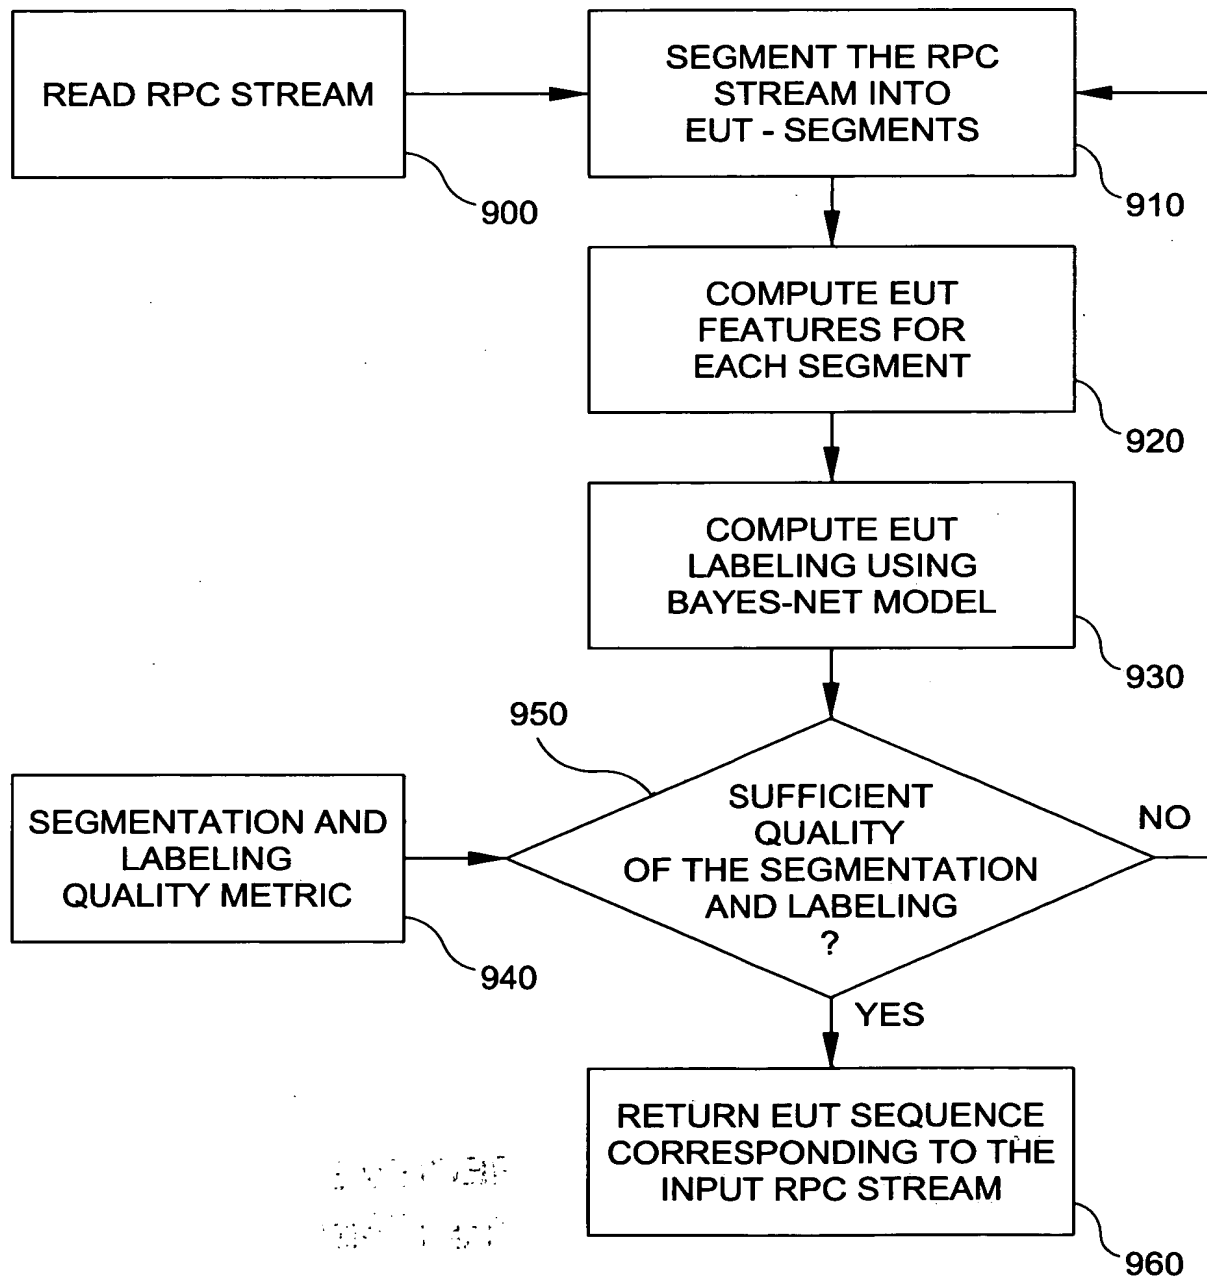 READ RPC STREAM
900
SEGMENT THE RPC
STREAM INTO
EUT - SEGMENTS
910
COMPUTE EUT
FEATURES FOR
EACH SEGMENT
920
COMPUTE EUT
LABELING USING
BAYES-NET MODEL
930
SEGMENTATION AND
LABELING
QUALITY METRIC
940
950
SUFFICIENT
QUALITY
OF THE SEGMENTATION
AND LABELING
?
NO
YES
RETURN EUT SEQUENCE
CORRESPONDING TO THE
INPUT RPC STREAM
960